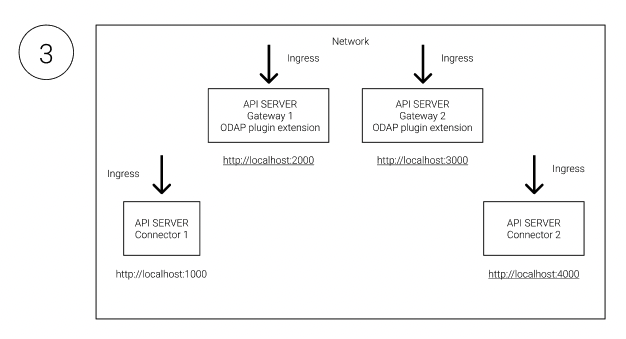 3
Network
Ingress
Ingress
API SERVER
Gateway 1
ODAP plugin extension
API SERVER
Gateway 2
ODAP plugin extension
http://localhost:2000
http://localhost:3000
Ingress
Ingress
API SERVER
Connector 1
API SERVER
Connector 2
http://localhost:1000
http://localhost:4000